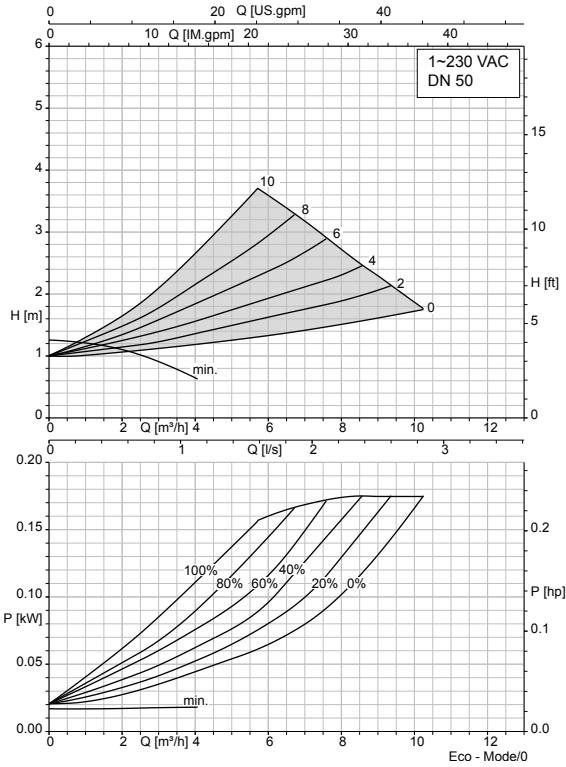 0 20 Q [US.gpm] 40
0 10 Q [IM.gpm] 20 30 40
6
1~230 VAC
DN 50
5
15
4
10
3
8
10
6
4
H [ft]
2
2
0
H [m]
5
1
min.
0
0
2 Q [m³/h] 4 6 8 10 12
0 1 Q [l/s] 2 3
0.20
0.15
0.2
100% 80% 60% 40% 20% 0%
0.10
P [hp]
P [kW]
0.1
0.05
min.
0.00
0.0
2 Q [m³/h] 4 6 8 10 12
Eco - Mode/0